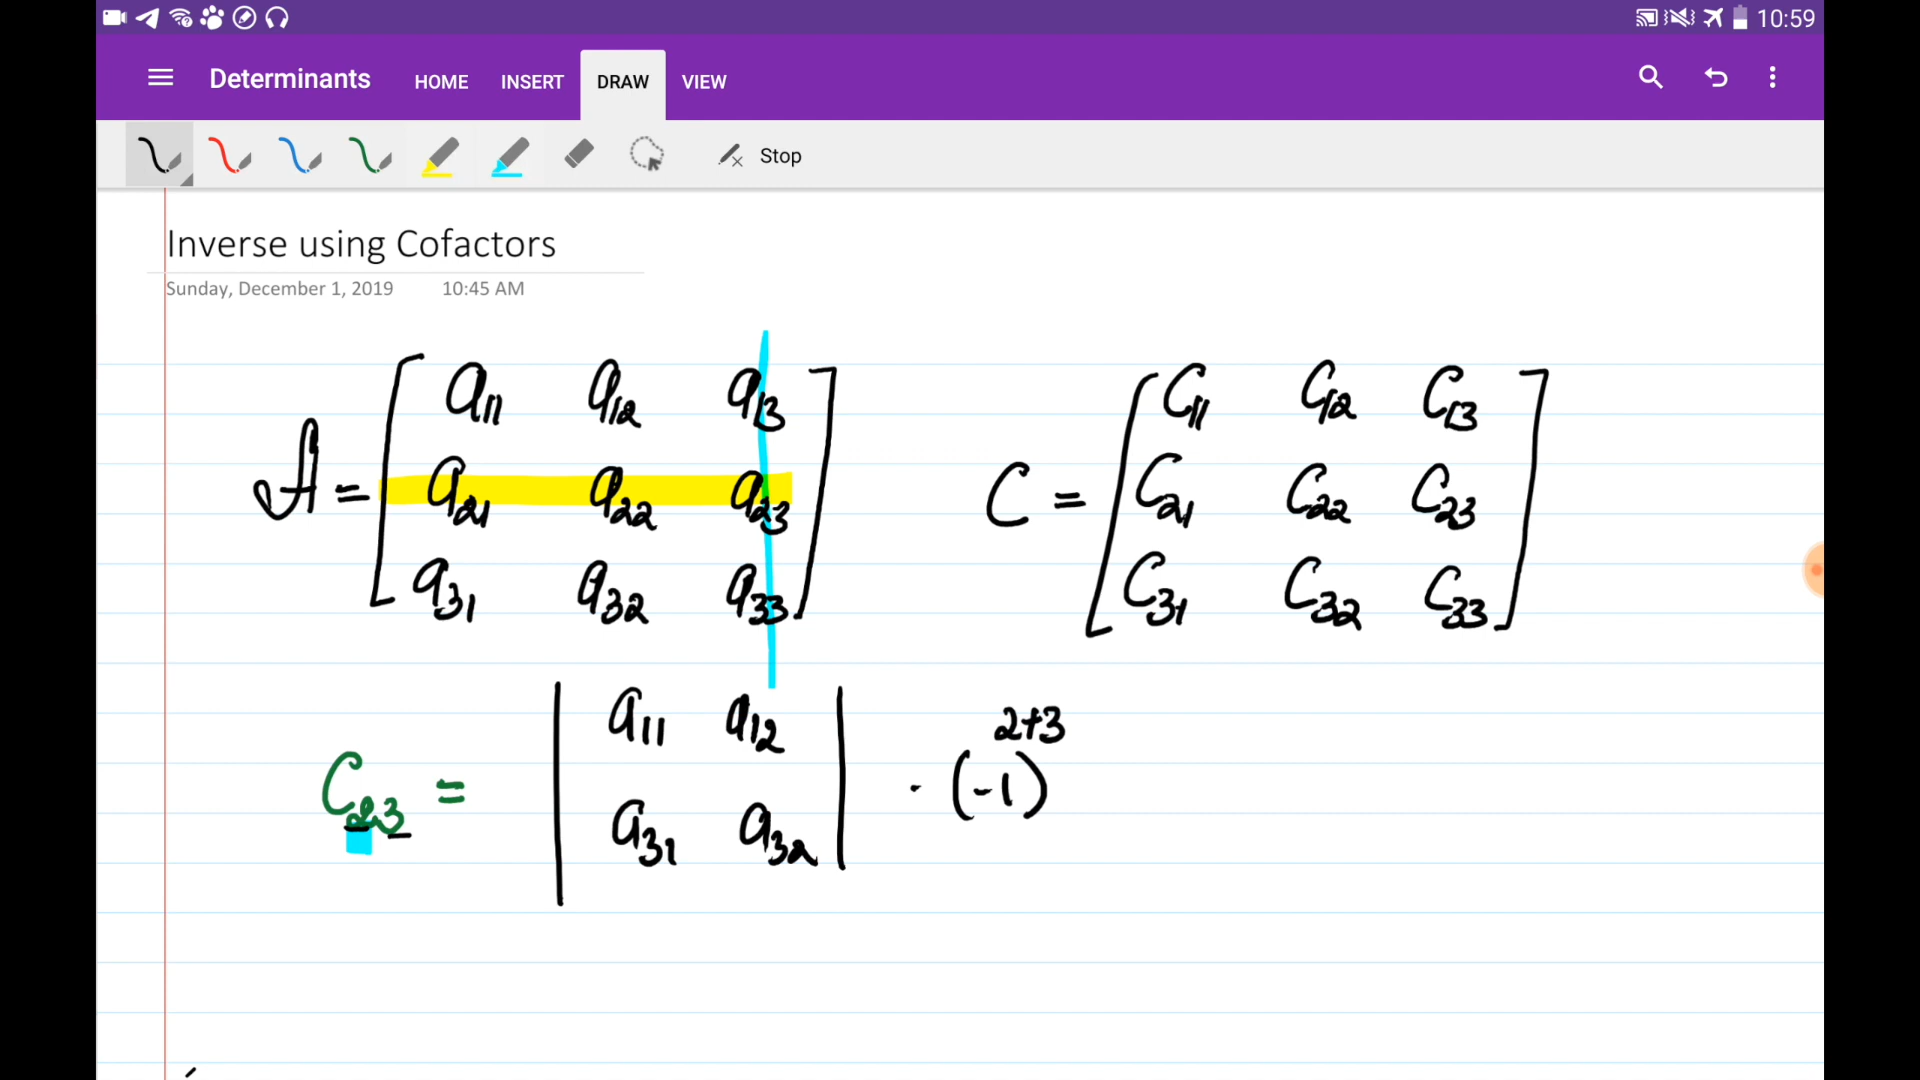 10:59
Determinants HOME INSERT DRAW VIEW
Stop
Inverse using Cofactors
Sunday, December 1, 2019 10:45 AM
A = [ a11 a12 a13
a21 a22 a23
a31 a32 a33 ]
C = [ C11 C12 C13
C21 C22 C23
C31 C32 C33 ]
C23 = | a11 a12
a31 a32 | · (-1)^2+3